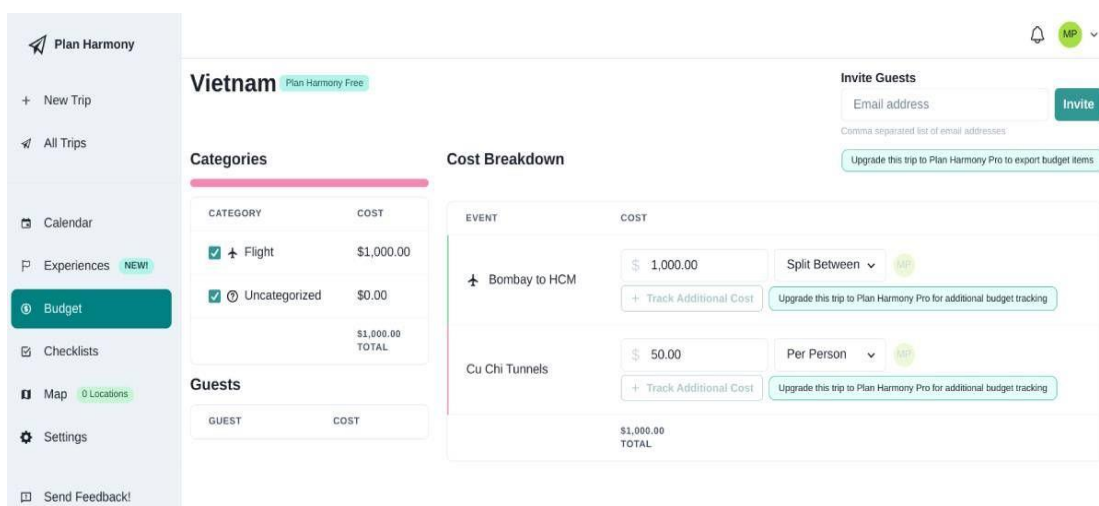 Plan Harmony
MP
+ New Trip
All Trips
Calendar
Experiences NEW!
Budget
Checklists
Map 0 Locations
Settings
Send Feedback!
Vietnam Plan Harmony Free
Invite Guests
Email address Invite
Comma separated list of email addresses
Upgrade this trip to Plan Harmony Pro to export budget items
Categories
CATEGORY COST
Flight $1,000.00
Uncategorized $0.00
$1,000.00
TOTAL
Guests
GUEST COST
Cost Breakdown
EVENT COST
Bombay to HCM $ 1,000.00 Split Between MP
+ Track Additional Cost Upgrade this trip to Plan Harmony Pro for additional budget tracking
Cu Chi Tunnels $ 50.00 Per Person MP
+ Track Additional Cost Upgrade this trip to Plan Harmony Pro for additional budget tracking
$1,000.00
TOTAL